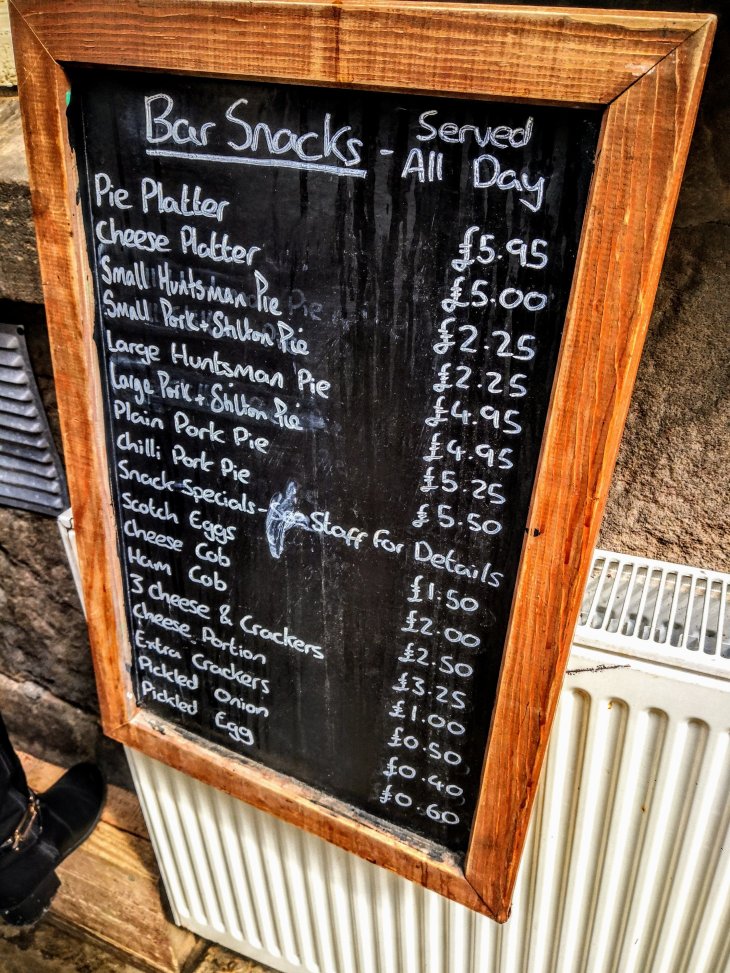 Bar Snacks - Served All Day
Pie Platter £5.95
Cheese Platter £5.00
Small Huntsman Pie £2.25
Small Pork + Stilton Pie £2.25
Large Huntsman Pie £4.95
Large Pork + Stilton Pie £4.95
Plain Pork Pie £5.25
Chilli Pork Pie £5.50
Snack Specials - Staff For Details
Scotch Eggs £1.50
Cheese Cob £2.00
Ham Cob £2.50
3 Cheese & Crackers £3.25
Cheese Portion £1.00
Extra Crackers £0.50
Pickled Onion £0.40
Pickled Egg £0.60